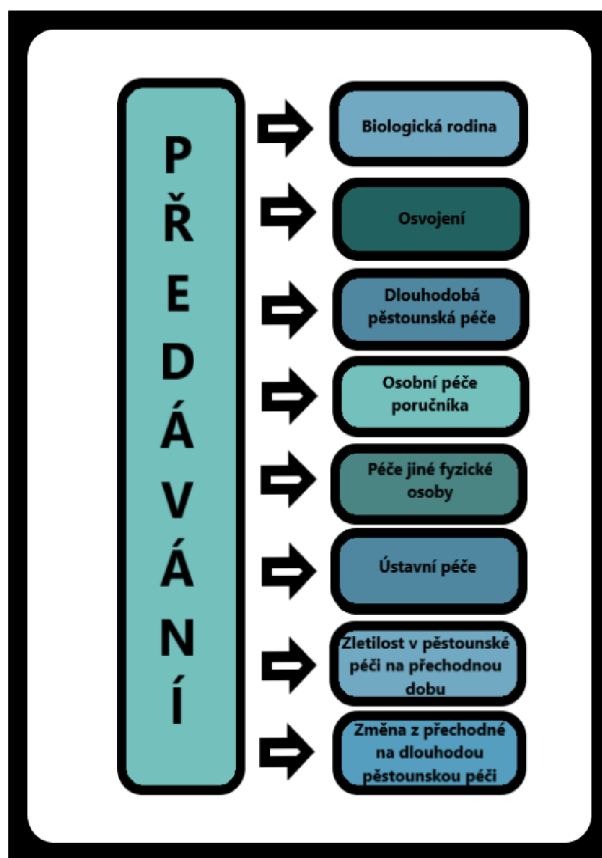 PŘEDÁVÁNÍ
Biologická rodina
Osvojení
Dlouhodobá
pěstounská péče
Osobní péče
poručníka
Péče jiné fyzické
osoby
Ústavní péče
Zletilost v pěstounské
péči na přechodnou
dobu
Změna z přechodné
na dlouhodou
pěstounskou péči